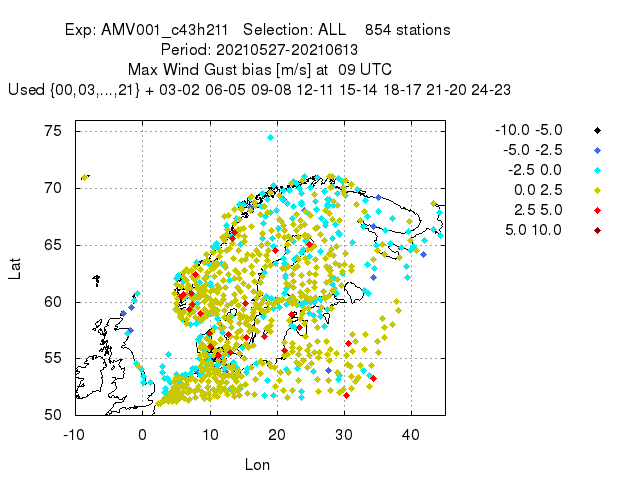 Exp: AMV001_c43h211 Selection: ALL 854 stations
Period: 20210527-20210613
Max Wind Gust bias [m/s] at 09 UTC
Used {00,03,...,21} + 03-02 06-05 09-08 12-11 15-14 18-17 21-20 24-23
-10.0 -5.0
-5.0 -2.5
-2.5 0.0
0.0 2.5
2.5 5.0
5.0 10.0
75
70
65
60
55
50
Lat
-10 0 10 20 30 40
Lon